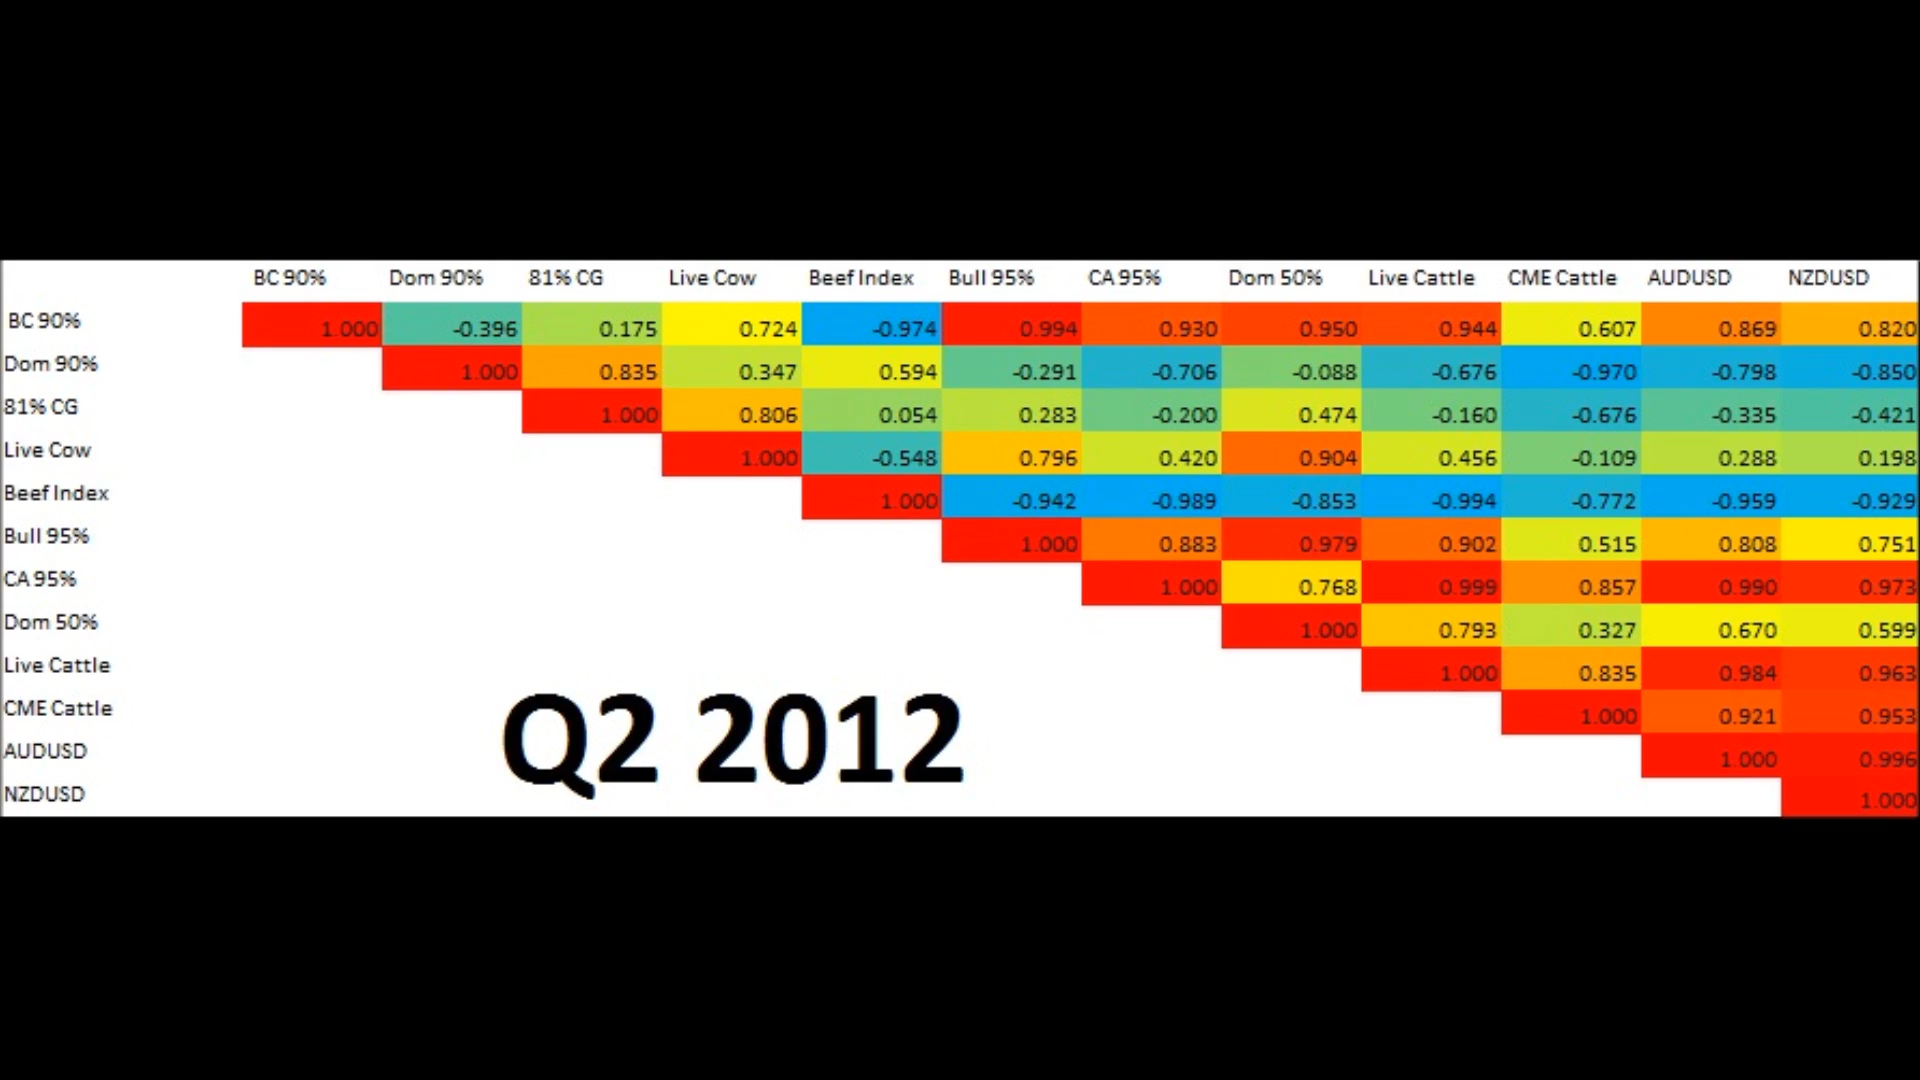 BC 90% Dom 90% 81% CG Live Cow Beef Index Bull 95% CA 95% Dom 50% Live Cattle CME Cattle AUDUSD NZDUSD
BC 90% 1.000 -0.396 0.175 0.724 -0.974 0.994 0.930 0.950 0.944 0.607 0.869 0.820
Dom 90% 1.000 0.835 0.347 0.594 -0.291 -0.706 -0.088 -0.676 -0.970 -0.798 -0.850
81% CG 1.000 0.806 0.054 0.283 -0.200 0.474 -0.160 -0.676 -0.335 -0.421
Live Cow 1.000 -0.548 0.796 0.420 0.904 0.456 -0.109 0.288 0.198
Beef Index 1.000 -0.942 -0.989 -0.853 -0.994 -0.772 -0.959 -0.929
Bull 95% 1.000 0.883 0.979 0.902 0.515 0.808 0.751
CA 95% 1.000 0.768 0.999 0.857 0.990 0.973
Dom 50% 1.000 0.793 0.327 0.670 0.599
Live Cattle 1.000 0.835 0.984 0.963
CME Cattle 1.000 0.921 0.953
AUDUSD 1.000 0.996
NZDUSD 1.000
Q2 2012